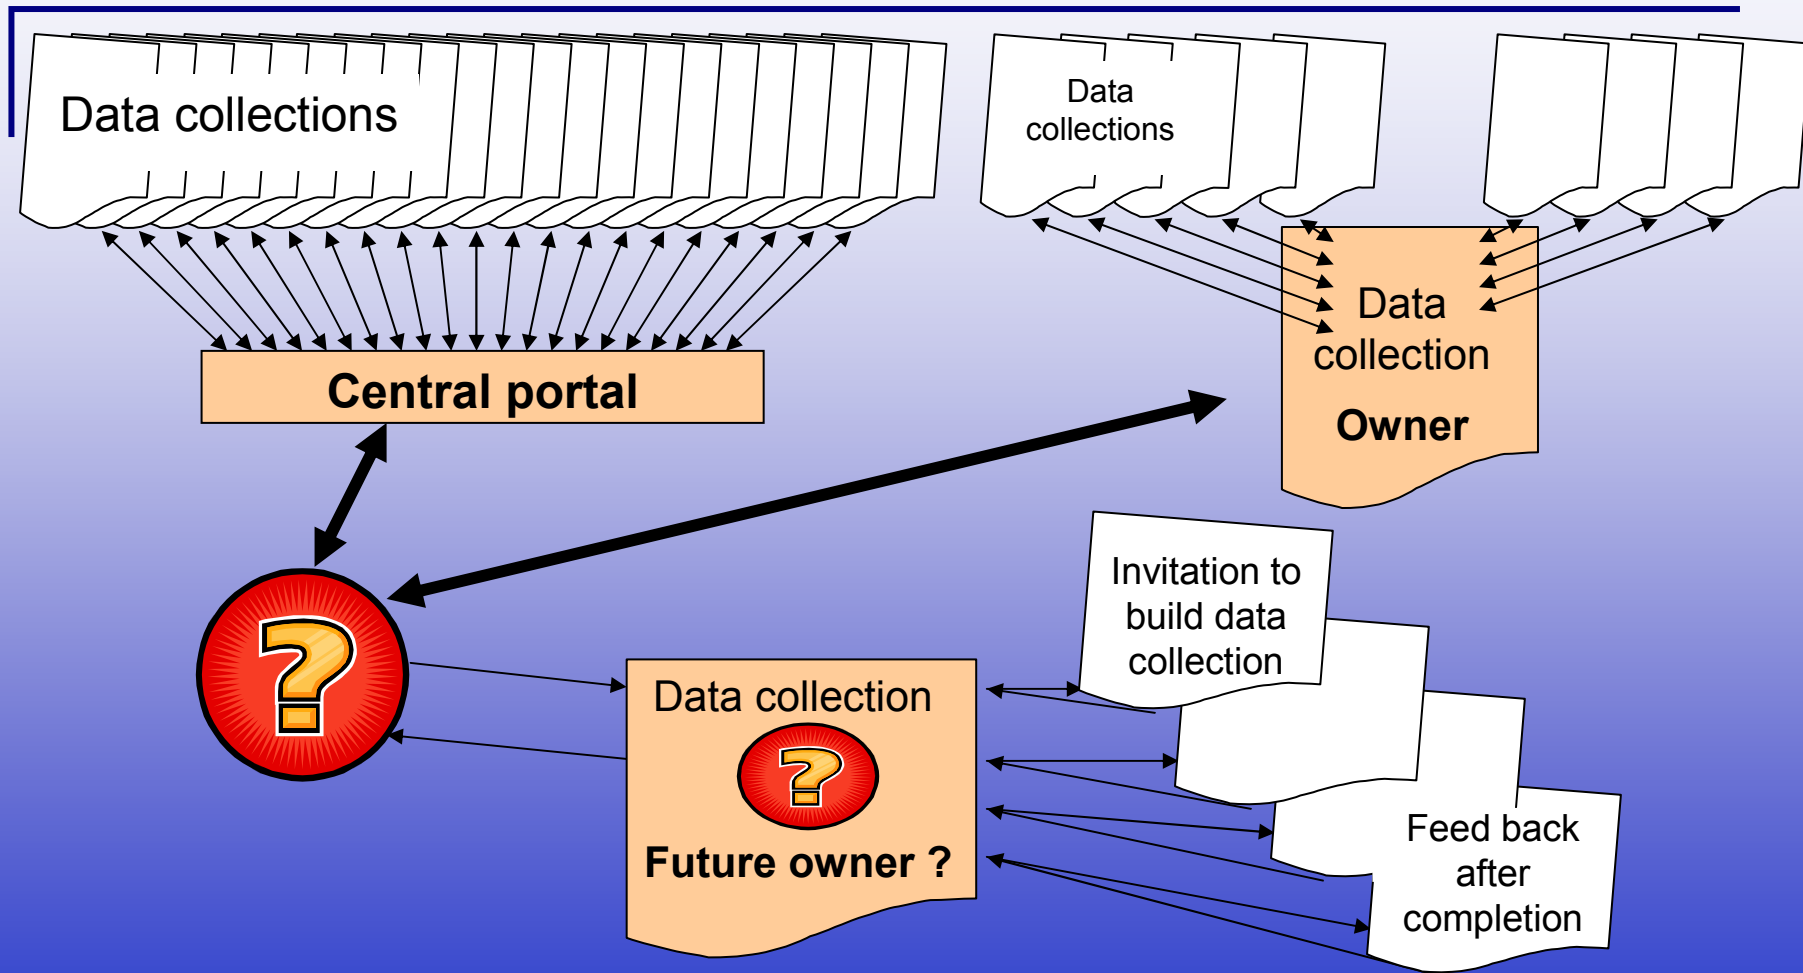 Data collections
Data
collections
Data
collection
Owner
Central portal
Invitation to
build data
collection
Data collection
Future owner ?
Feed back
after
completion